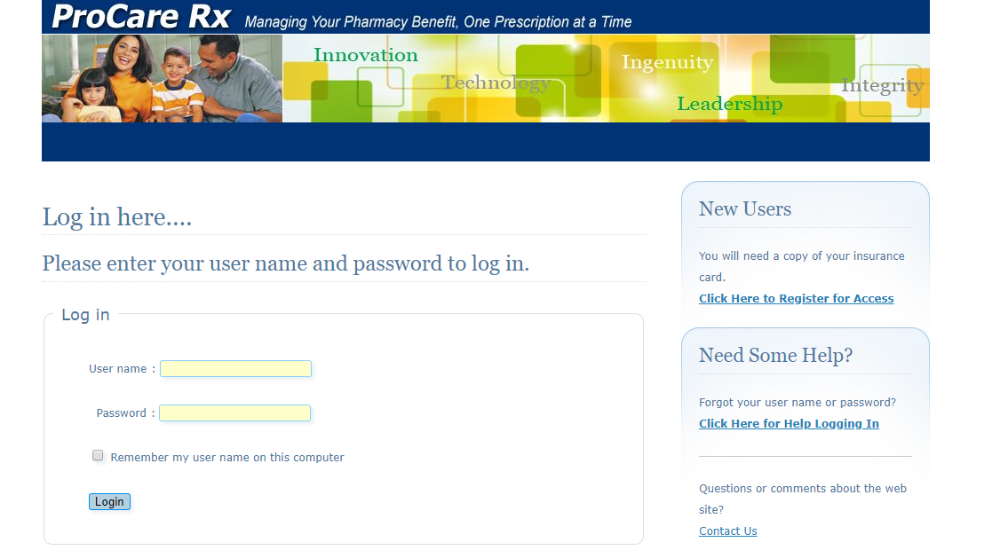 ProCare Rx Managing Your Pharmacy Benefit, One Prescription at a Time
Innovation
Technology
Ingenuity
Leadership
Integrity
Log in here....
Please enter your user name and password to log in.
Log in
User name :
Password :
Remember my user name on this computer
Login
New Users
You will need a copy of your insurance
card.
Click Here to Register for Access
Need Some Help?
Forgot your user name or password?
Click Here for Help Logging In
Questions or comments about the web
site?
Contact Us